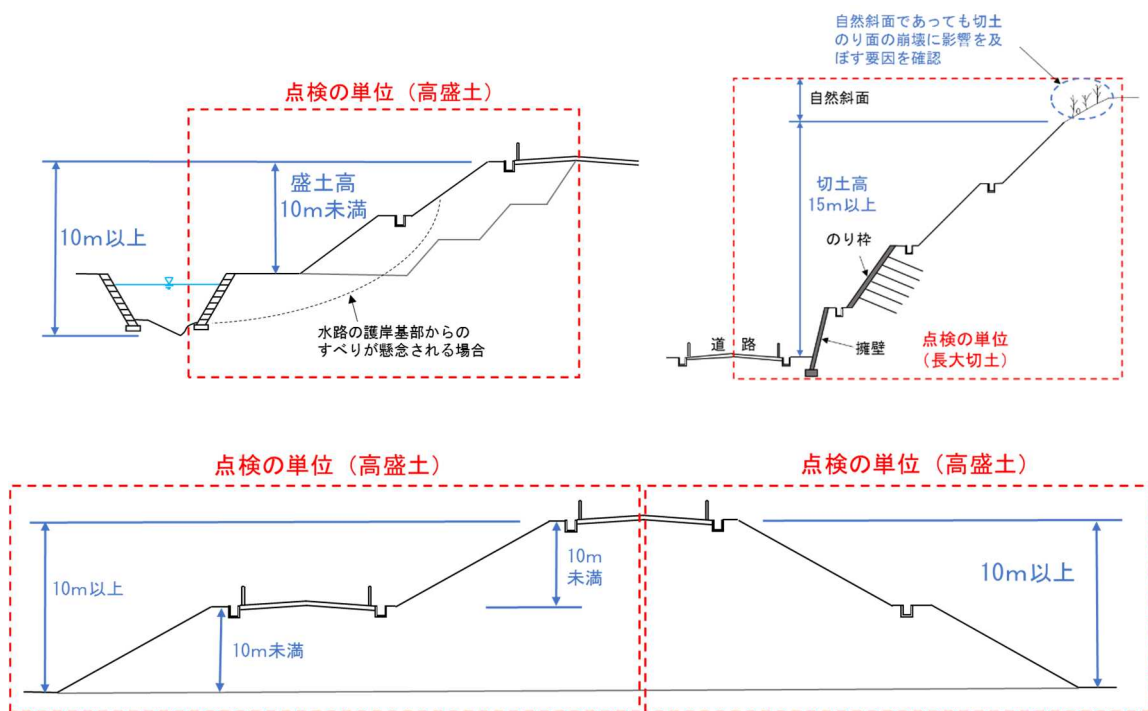 点検の単位（高盛土）
盛土高
10m未満
10m以上
水路の護岸基部からの
すべりが懸念される場合
自然斜面であっても切土
のり面の崩壊に影響を及
ぼす要因を確認
自然斜面
切土高
15m以上
のり枠
道路
擁壁
点検の単位
（長大切土）
点検の単位（高盛土）
10m以上
10m
未満
10m未満
点検の単位（高盛土）
10m以上